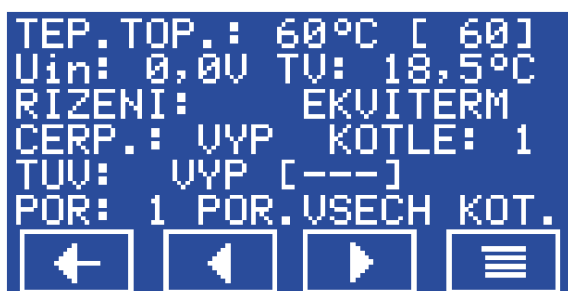 TEP.TOP.: 60°C [ 60]
Uin: 0,0V TV: 18,5°C
RIZENI: EKVITERM
CERP.: VYP KOTLE: 1
TUV: VYP [---]
POR: 1 POR.VSECH KOT.